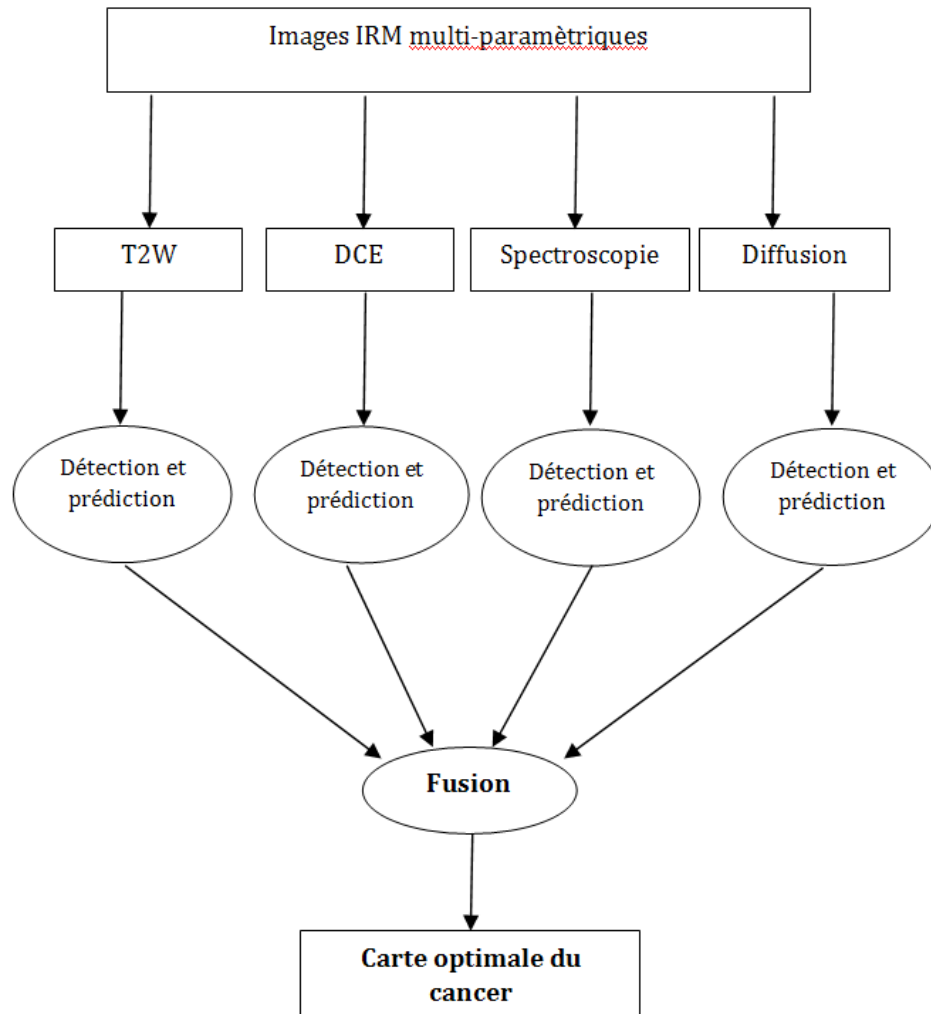 Images IRM multi-paramètriques
T2W
DCE
Spectroscopie
Diffusion
Détection et
prédiction
Détection et
prédiction
Détection et
prédiction
Détection et
prédiction
Fusion
Carte optimale du
cancer